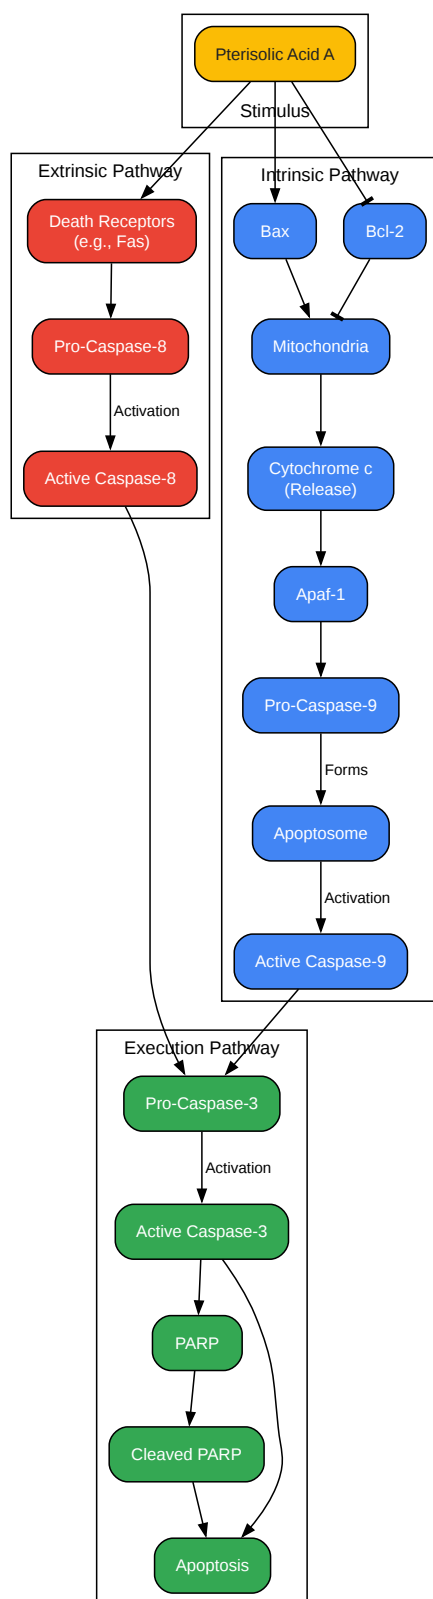 Pterisolic Acid A
Stimulus
Extrinsic Pathway
Death Receptors
(e.g., Fas)
Pro-Caspase-8
Activation
Active Caspase-8
Intrinsic Pathway
Bax
Bcl-2
Mitochondria
Cytochrome c
(Release)
Apaf-1
Pro-Caspase-9
Forms
Apoptosome
Activation
Active Caspase-9
Execution Pathway
Pro-Caspase-3
Activation
Active Caspase-3
PARP
Cleaved PARP
Apoptosis